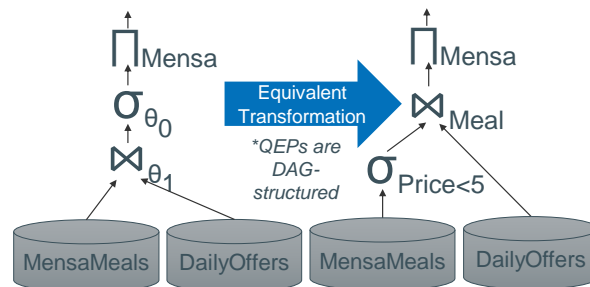 ∏Mensa
σθ0
⋈θ1
MensaMeals
DailyOffers
Equivalent
Transformation
*QEPs are
DAG-
structured
∏Mensa
⋈Meal
σPrice<5
MensaMeals
DailyOffers